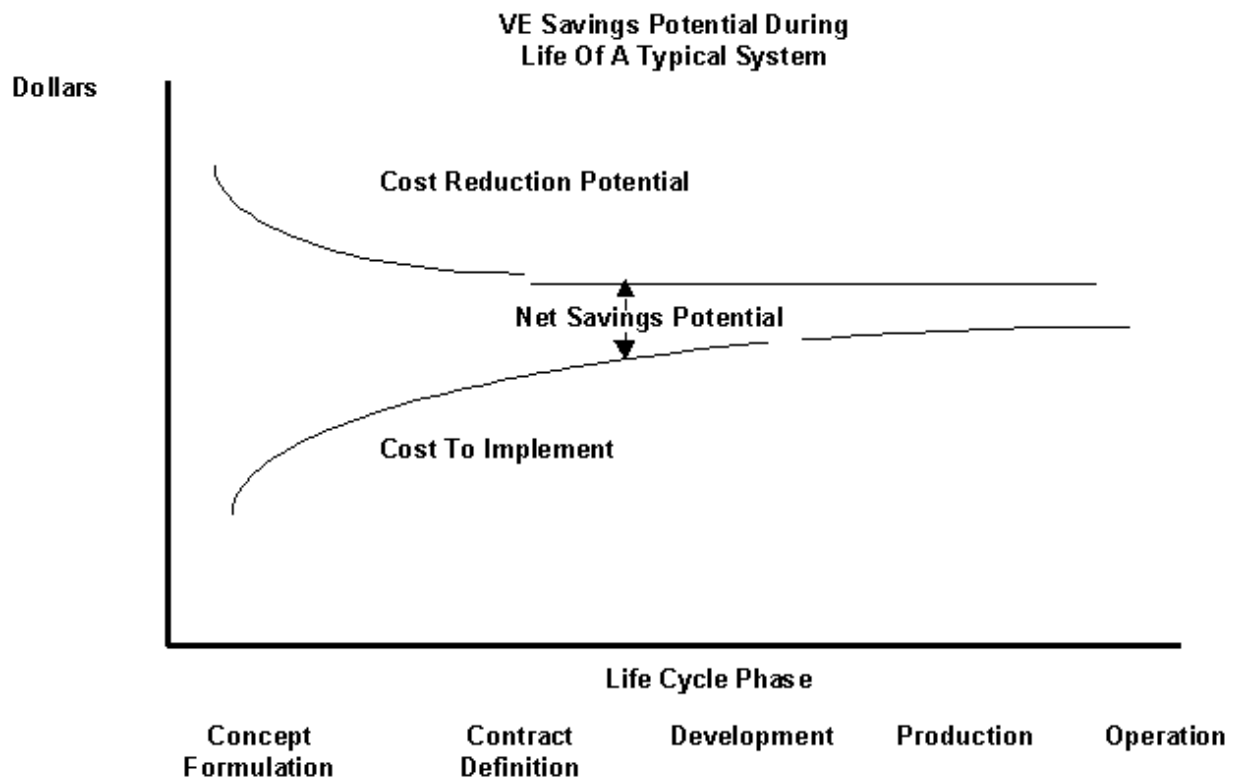 VE Savings Potential During
Life Of A Typical System
Dollars
Cost Reduction Potential
Net Savings Potential
Cost To Implement
Life Cycle Phase
Concept
Formulation
Contract
Definition
Development
Production
Operation